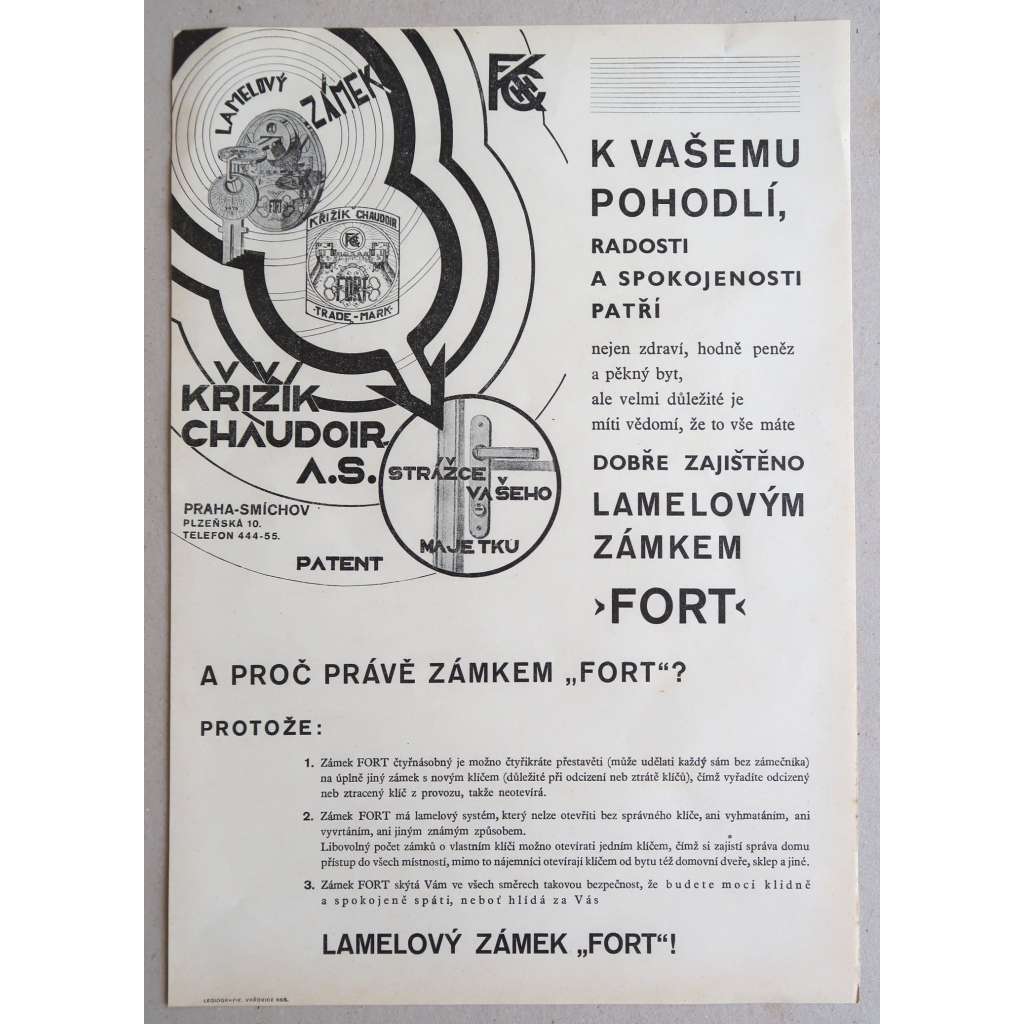 LAMELOVÝ
ZÁMEK
FKCH
KŘIŽÍK CHAUDOIR
FORT
TRADE-MARK
KŘIŽÍK
CHAUDOIR
A.S.
PRAHA-SMÍCHOV
PLZEŇSKÁ 10.
TELEFON 444-55.
PATENT
STRÁŽCE
VAŠEHO
MAJETKU
K VAŠEMU
POHODLÍ,
RADOSTI
A SPOKOJENOSTI
PATŘÍ
nejen zdraví, hodně peněz
a pěkný byt,
ale velmi důležité je
míti vědomí, že to vše máte
DOBŘE ZAJIŠTĚNO
LAMELOVÝM
ZÁMKEM
›FORT‹
A PROČ PRÁVĚ ZÁMKEM „FORT“?
PROTOŽE:
1. Zámek FORT čtyřnásobný je možno čtyřikráte přestavěti (může udělati každý sám bez zámečníka)
na úplně jiný zámek s novým klíčem (důležité při odcizení neb ztrátě klíčů), čímž vyřadíte odcizený
neb ztracený klíč z provozu, takže neotevírá.
2. Zámek FORT má lamelový systém, který nelze otevříti bez správného klíče, ani vyhmatáním, ani
vyvrtáním, ani jiným známým způsobem.
Libovolný počet zámků o vlastním klíči možno otevírati jedním klíčem, čímž si zajistí správa domu
přístup do všech místností, mimo to nájemníci otevírají klíčem od bytu též domovní dveře, sklep a jiné.
3. Zámek FORT skýtá Vám ve všech směrech takovou bezpečnost, že budete moci klidně
a spokojeně spáti, neboť hlídá za Vás
LAMELOVÝ ZÁMEK „FORT“!
LEGIOGRAFIE, VRŠOVICE 665.